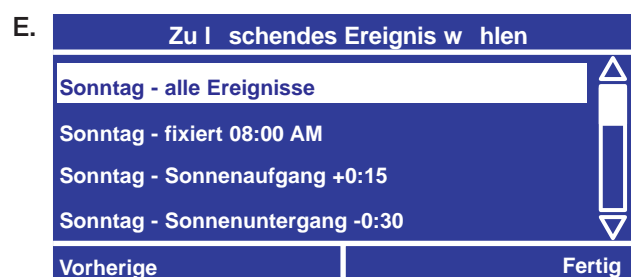 E.
Zu l schendes Ereignis w hlen
Sonntag - alle Ereignisse
Sonntag - fixiert 08:00 AM
Sonntag - Sonnenaufgang +0:15
Sonntag - Sonnenuntergang -0:30
Vorherige Fertig